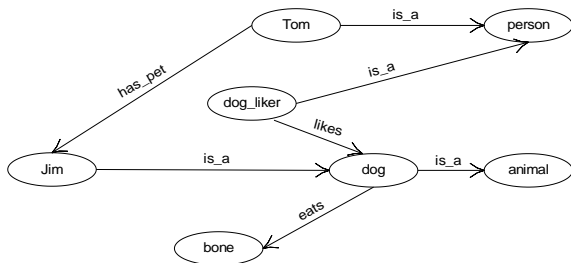 Tom
is_a
person
has_pet
is_a
dog_liker
likes
Jim
is_a
dog
is_a
animal
eats
bone